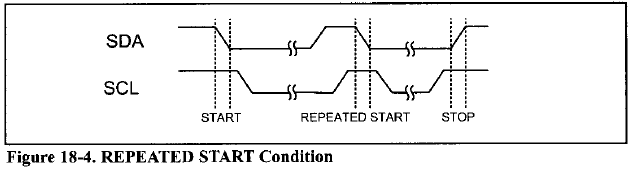 SDA
SCL
START REPEATED START STOP
Figure 18-4. REPEATED START Condition